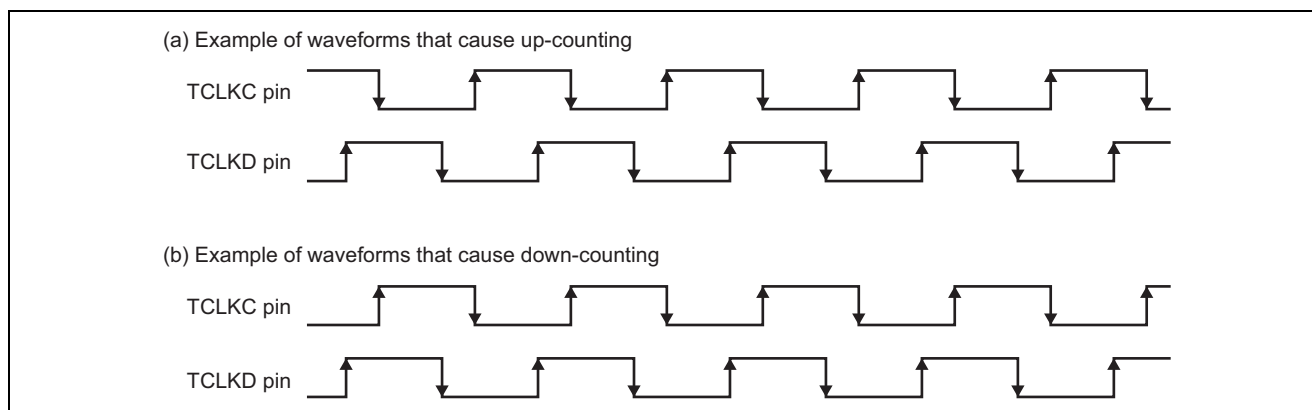 (a) Example of waveforms that cause up-counting
TCLKC pin
TCLKD pin
(b) Example of waveforms that cause down-counting
TCLKC pin
TCLKD pin